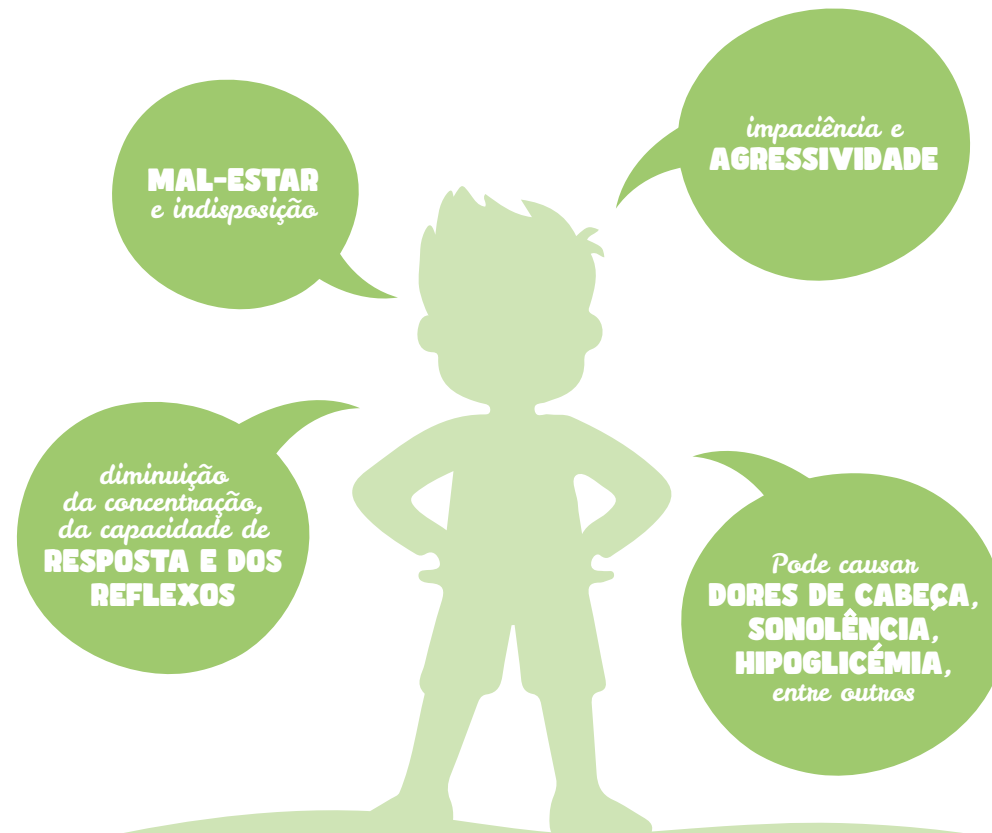 MAL-ESTAR
e indisposição
impaciência e
AGRESSIVIDADE
diminuição
da concentração,
da capacidade de
RESPOSTA E DOS
REFLEXOS
Pode causar
DORES DE CABEÇA,
SONOLÊNCIA,
HIPOGLICÉMIA,
entre outros